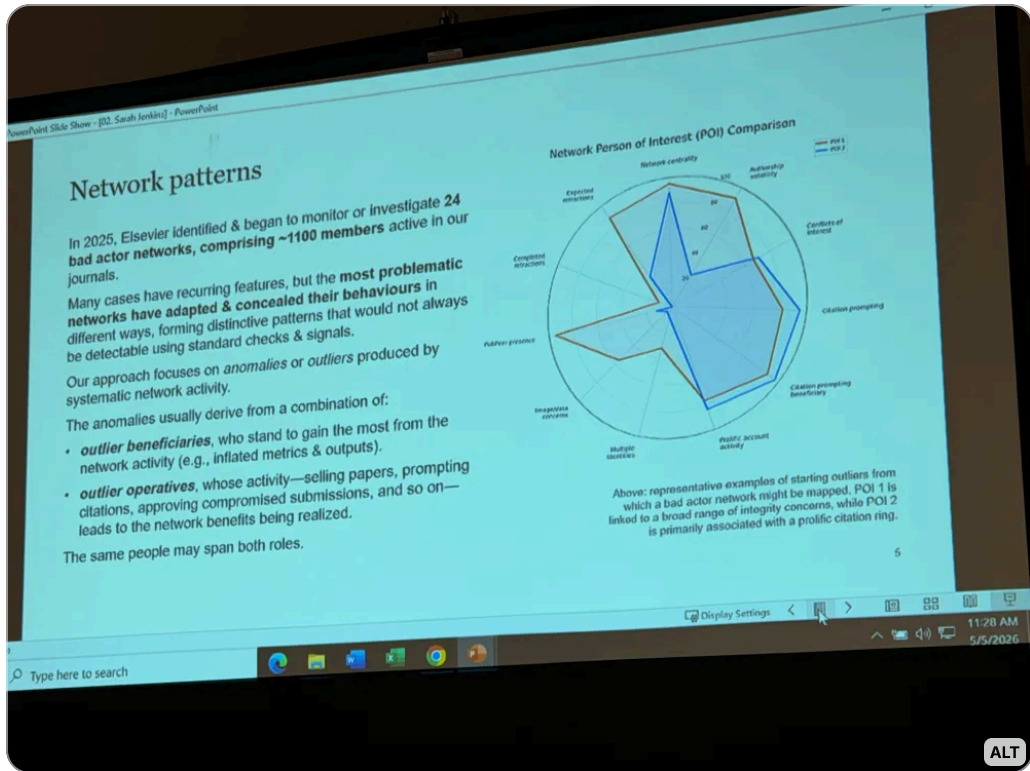 PowerPoint Slide Show - [02. Sarah Jenkins] - PowerPoint
Network patterns
In 2025, Elsevier identified & began to monitor or investigate 24
bad actor networks, comprising ~1100 members active in our
journals.
Many cases have recurring features, but the most problematic
networks have adapted & concealed their behaviours in
different ways, forming distinctive patterns that would not always
be detectable using standard checks & signals.
Our approach focuses on anomalies or outliers produced by
systematic network activity.
The anomalies usually derive from a combination of:
• outlier beneficiaries, who stand to gain the most from the
network activity (e.g., inflated metrics & outputs).
• outlier operatives, whose activity—selling papers, prompting
citations, approving compromised submissions, and so on—
leads to the network benefits being realized.
The same people may span both roles.
Network Person of Interest (POI) Comparison
POI 1
POI 2
Network centrality
Authorship
volatility
Conflicts of
interest
Citation prompting
Citation prompting
beneficiary
Prolific account
activity
Multiple
identities
Image/data
concerns
PubPeer presence
Completed
retractions
Expected
retractions
100
80
60
40
20
Above: representative examples of starting outliers from
which a bad actor network might be mapped. POI 1 is
linked to a broad range of integrity concerns, while POI 2
is primarily associated with a prolific citation ring.
5
Display Settings
Type here to search
11:28 AM
5/5/2026
ALT